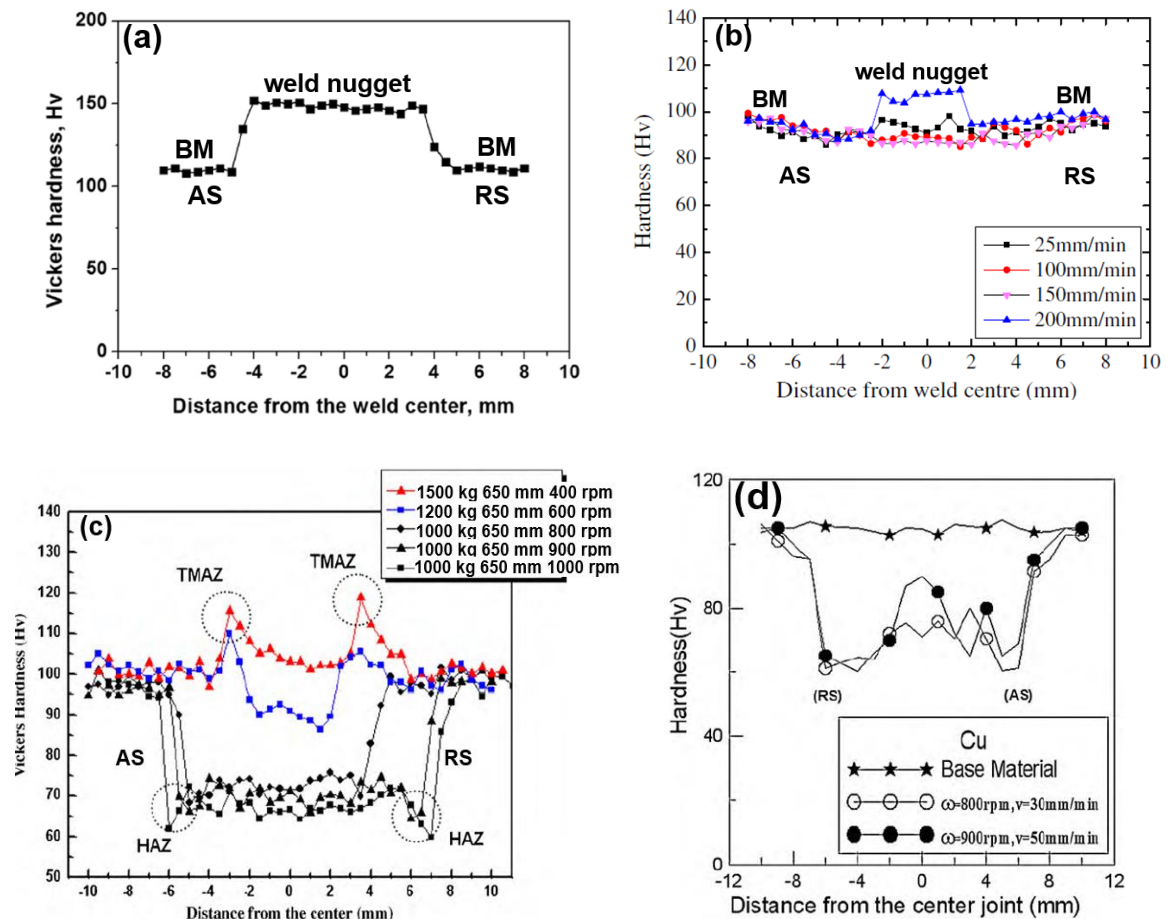 (a)
weld nugget
BM
AS
BM
RS
200
150
100
50
0
Vickers hardness, Hv
-10 -8 -6 -4 -2 0 2 4 6 8 10
Distance from the weld center, mm
(b)
weld nugget
BM
BM
AS
RS
140
120
100
80
60
40
20
0
Hardness (Hv)
25mm/min
100mm/min
150mm/min
200mm/min
-10 -8 -6 -4 -2 0 2 4 6 8 10
Distance from weld centre (mm)
(c)
1500 kg 650 mm 400 rpm
1200 kg 650 mm 600 rpm
1000 kg 650 mm 800 rpm
1000 kg 650 mm 900 rpm
1000 kg 650 mm 1000 rpm
TMAZ
TMAZ
AS
RS
HAZ
HAZ
140
130
120
110
100
90
80
70
60
50
Vickers Hardness (Hv)
-10 -8 -6 -4 -2 0 2 4 6 8 10
Distance from the center (mm)
(d)
120
80
40
0
Hardness(Hv)
(RS)
(AS)
Cu
Base Material
ω=800rpm,v=30mm/min
ω=900rpm,v=50mm/min
-12 -8 -4 0 4 8 12
Distance from the center joint (mm)